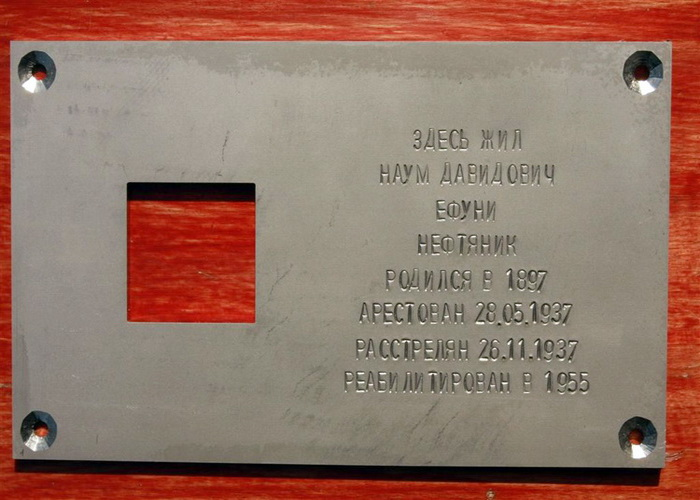 ЗДЕСЬ ЖИЛ
НАУМ ДАВИДОВИЧ
ЕФУНИ
НЕФТЯНИК
РОДИЛСЯ В 1897
АРЕСТОВАН 28.05.1937
РАССТРЕЛЯН 26.11.1937
РЕАБИЛИТИРОВАН В 1955